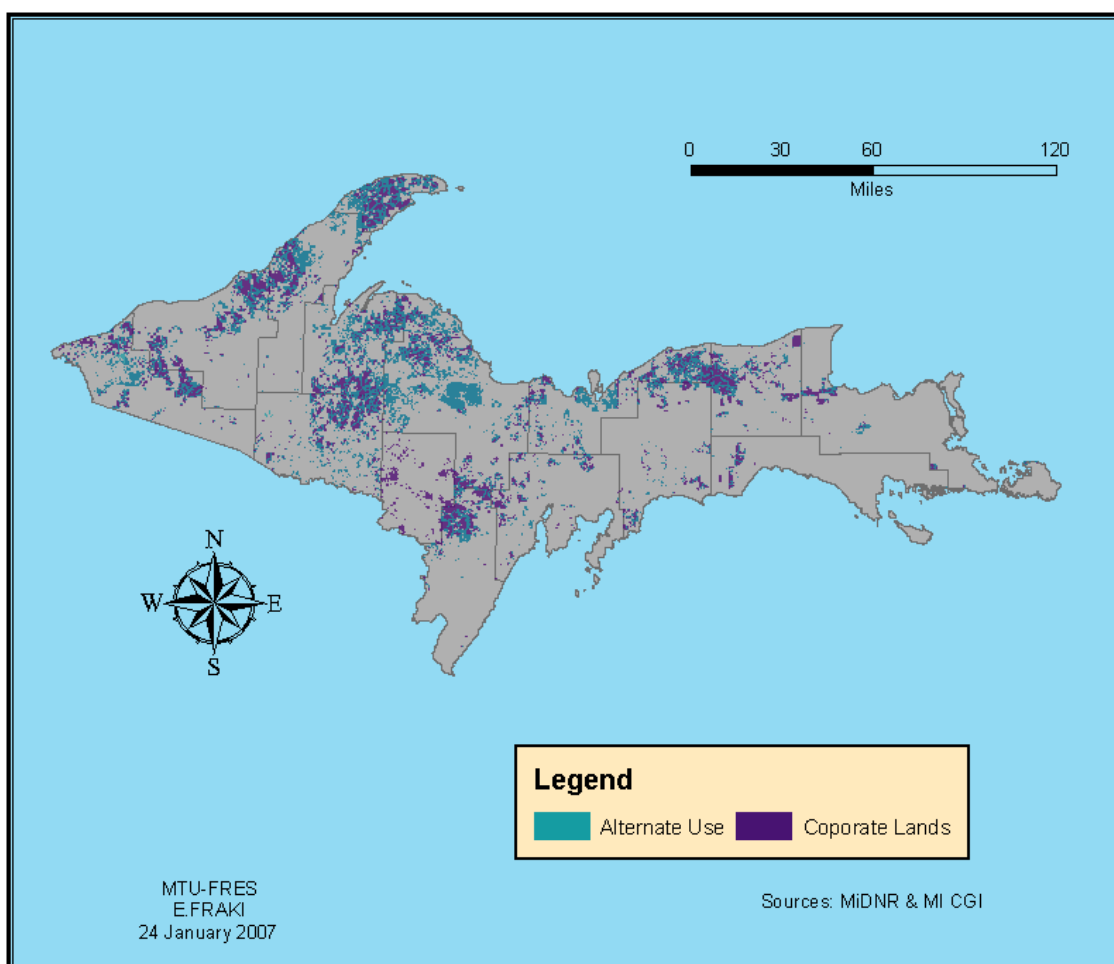 0 30 60 120
Miles
N
W E
S
Legend
Alternate Use Coporate Lands
MTU-FRES
E.FRAKI
24 January 2007
Sources: MiDNR & MI CGI